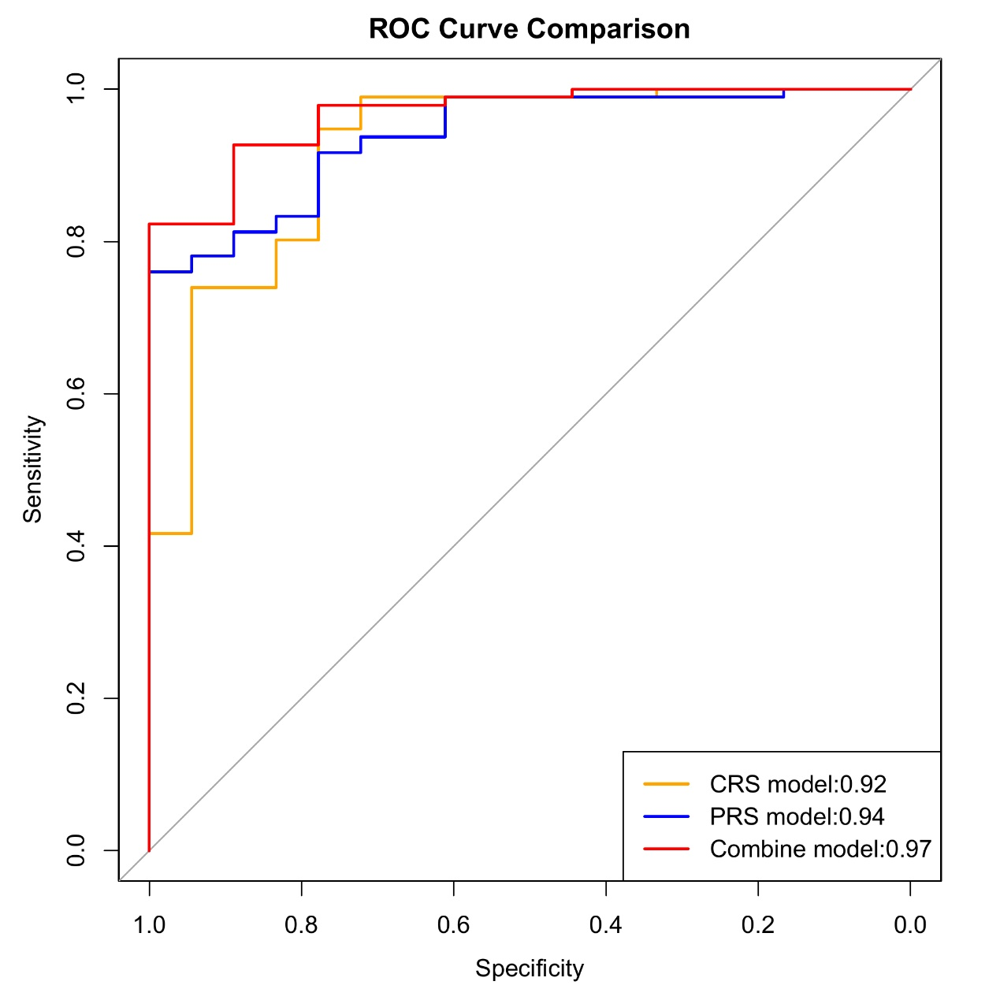 ROC Curve Comparison
1.0
0.8
0.6
0.4
0.2
0.0
Sensitivity
CRS model:0.92
PRS model:0.94
Combine model:0.97
1.0 0.8 0.6 0.4 0.2 0.0
Specificity